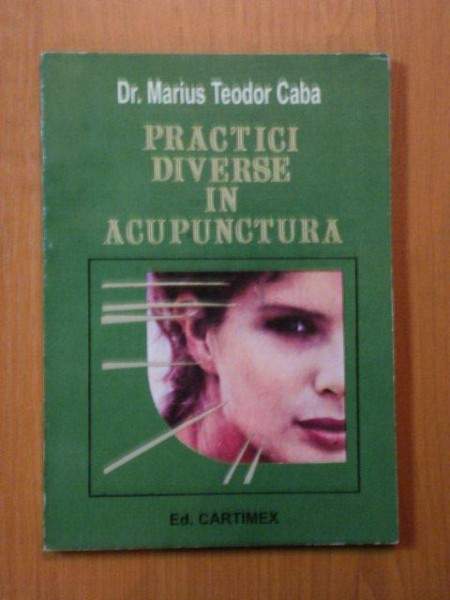 Dr. Marius Teodor Caba
PRACTICI
DIVERSE
IN
ACUPUNCTURA
Ed. CARTIMEX